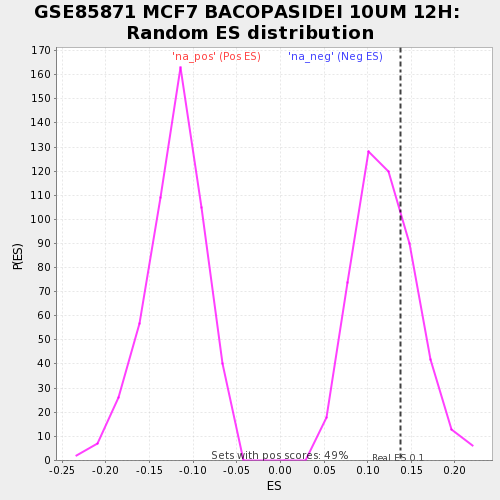 GSE85871 MCF7 BACOPASIDEI 10UM 12H:
Random ES distribution
'na_pos' (Pos ES) 'na_neg' (Neg ES)
170
160
150
140
130
120
110
100
90
80
70
60
50
40
30
20
10
0
P(ES)
Sets with pos scores: 49%
Real ES 0.1
-0.25 -0.20 -0.15 -0.10 -0.05 0.00 0.05 0.10 0.15 0.20
ES